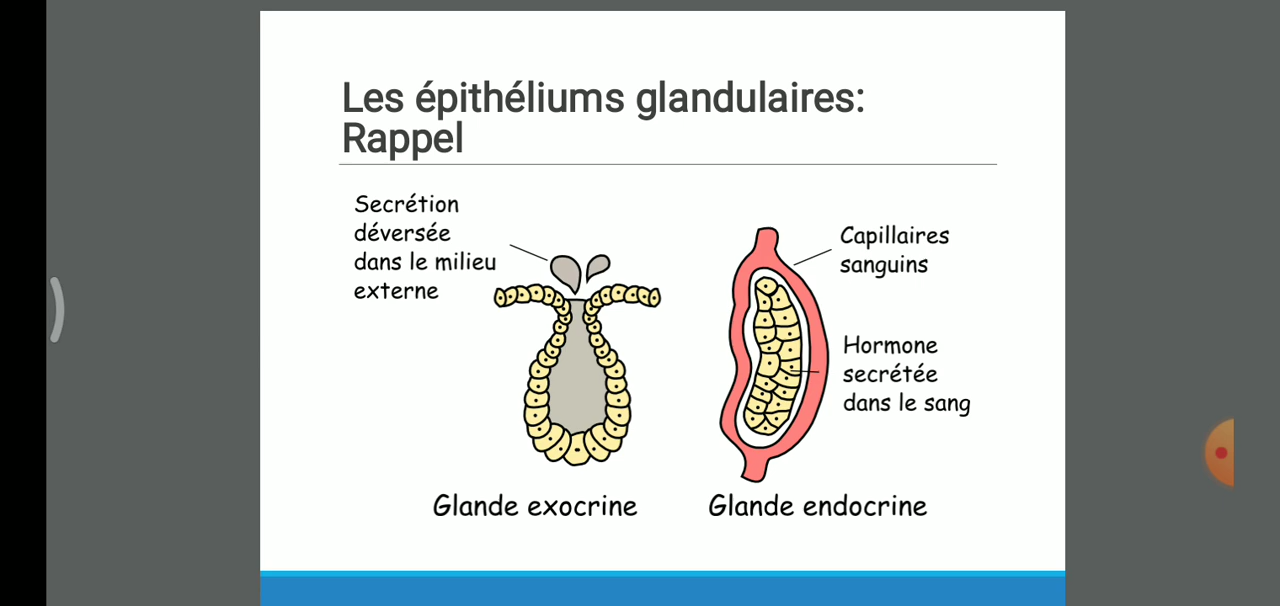 Les épithéliums glandulaires:
Rappel
Secrétion
déversée
dans le milieu
externe
Capillaires
sanguins
Hormone
secrétée
dans le sang
Glande exocrine
Glande endocrine